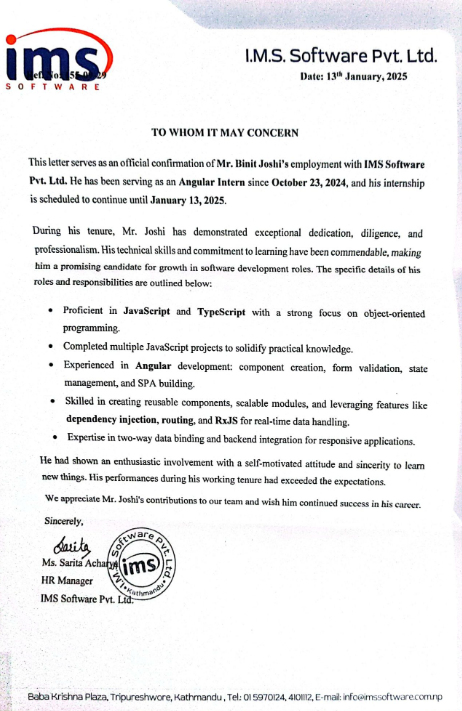 ims
SOFTWARE
I.M.S. Software Pvt. Ltd.
Date: 13th January, 2025
TO WHOM IT MAY CONCERN
This letter serves as an official confirmation of Mr. Binit Joshi's employment with IMS Software
Pvt. Ltd. He has been serving as an Angular Intern since October 23, 2024, and his internship
is scheduled to continue until January 13, 2025.
During his tenure, Mr. Joshi has demonstrated exceptional dedication, diligence, and
professionalism. His technical skills and commitment to learning have been commendable, making
him a promising candidate for growth in software development roles. The specific details of his
roles and responsibilities are outlined below:
• Proficient in JavaScript and TypeScript with a strong focus on object-oriented
programming.
• Completed multiple JavaScript projects to solidify practical knowledge.
• Experienced in Angular development: component creation, form validation, state
management, and SPA building.
• Skilled in creating reusable components, scalable modules, and leveraging features like
dependency injection, routing, and RxJS for real-time data handling.
• Expertise in two-way data binding and backend integration for responsive applications.
He had shown an enthusiastic involvement with a self-motivated attitude and sincerity to learn
new things. His performances during his working tenure had exceeded the expectations.
We appreciate Mr. Joshi's contributions to our team and wish him continued success in his career.
Sincerely,
Sarita
Ms. Sarita Acharya
HR Manager
IMS Software Pvt. Ltd.
I.M.S. Software Pvt. Ltd.
ims
Kathmandu
Baba Krishna Plaza, Tripureshwore, Kathmandu , Tel.: 01 5970124, 4101112, E-mail: info@imssoftware.com.np